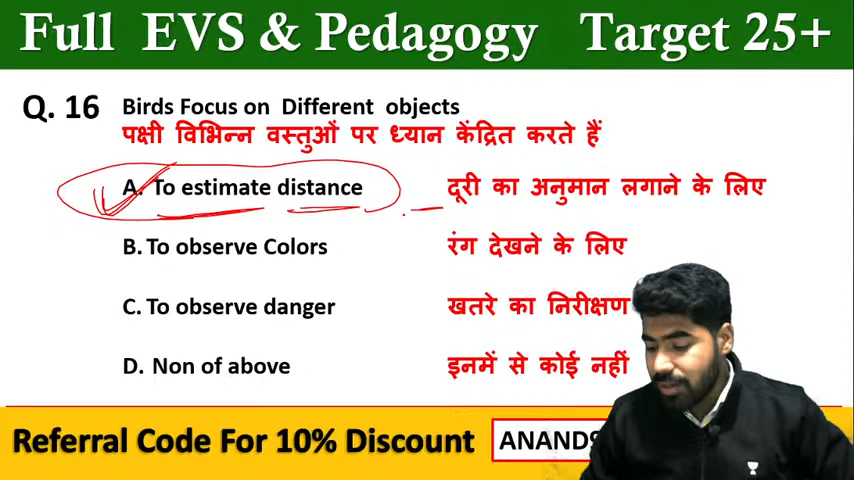 Full EVS & Pedagogy Target 25+
Q. 16 Birds Focus on Different objects
पक्षी विभिन्न वस्तुओं पर ध्यान केंद्रित करते हैं
A. To estimate distance दूरी का अनुमान लगाने के लिए
B. To observe Colors रंग देखने के लिए
C. To observe danger खतरे का निरीक्षण
D. Non of above इनमें से कोई नहीं
Referral Code For 10% Discount